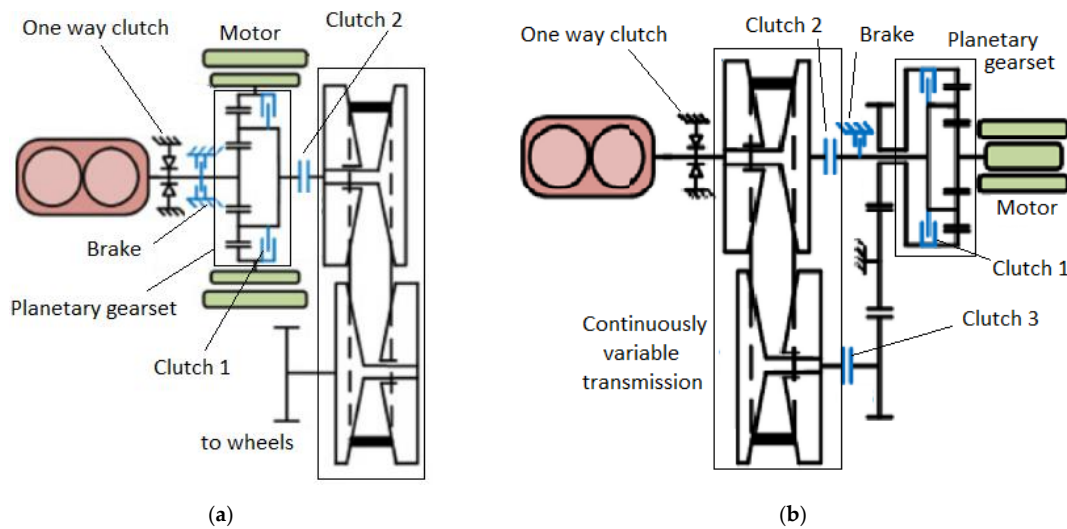 One way clutch
Motor
Clutch 2
Brake
Planetary gearset
Clutch 1
to wheels
(a)
One way clutch
Clutch 2
Brake
Planetary
gearset
Motor
Clutch 1
Clutch 3
Continuously
variable
transmission
(b)